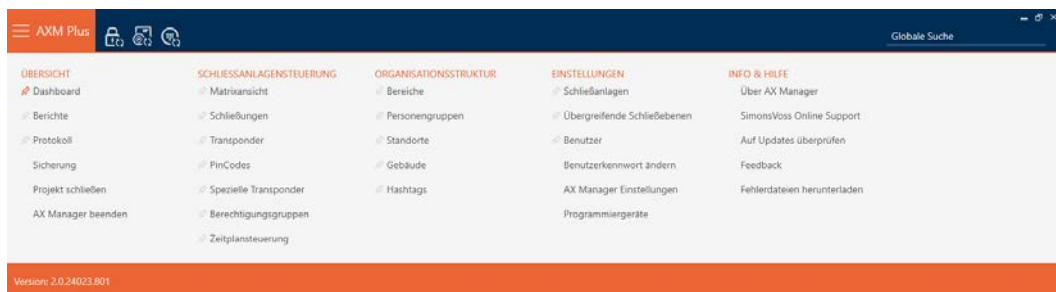 AXM Plus
Globale Suche
ÜBERSICHT
Dashboard
Berichte
Protokoll
Sicherung
Projekt schließen
AX Manager beenden
SCHLIESSANLAGENSTEUERUNG
Matrixansicht
Schließungen
Transponder
PinCodes
Spezielle Transponder
Berechtigungsgruppen
Zeitplansteuerung
ORGANISATIONSSTRUKTUR
Bereiche
Personengruppen
Standorte
Gebäude
Hashtags
EINSTELLUNGEN
Schließanlagen
Übergreifende Schließebenen
Benutzer
Benutzerkennwort ändern
AX Manager Einstellungen
Programmiergeräte
INFO & HILFE
Über AX Manager
SimonsVoss Online Support
Auf Updates überprüfen
Feedback
Fehlerdateien herunterladen
Version: 2.0.24023.801